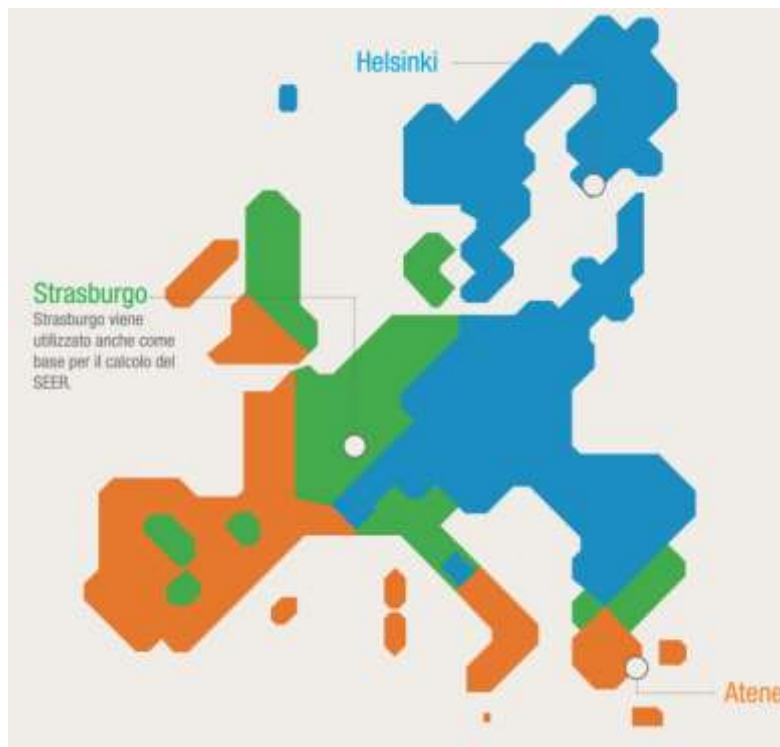 Helsinki
Strasburgo
Strasburgo viene
utilizzato anche come
base per il calcolo del
SEER.
Atene